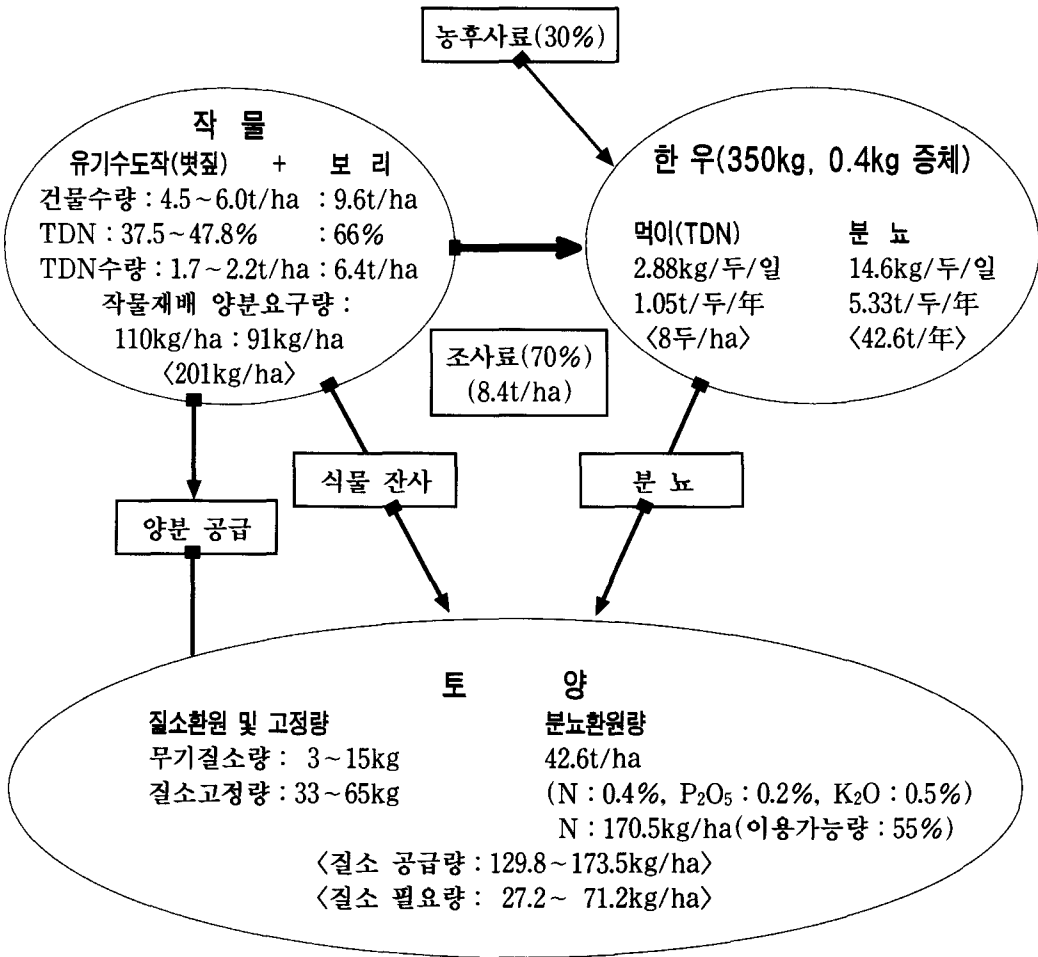 농후사료(30%)
작 물
유기수도작(볏짚) + 보 리
건물수량 : 4.5~6.0t/ha : 9.6t/ha
TDN : 37.5~47.8% : 66%
TDN수량 : 1.7~2.2t/ha : 6.4t/ha
작물재배 양분요구량 :
110kg/ha : 91kg/ha
〈201kg/ha〉
한 우(350kg, 0.4kg 증체)
먹이(TDN) 분 뇨
2.88kg/두/일 14.6kg/두/일
1.05t/두/年 5.33t/두/年
〈8두/ha〉 〈42.6t/年〉
조사료(70%)
(8.4t/ha)
식물 잔사
분 뇨
양분 공급
토 양
질소환원 및 고정량 분뇨환원량
무기질소량 : 3~15kg 42.6t/ha
질소고정량 : 33~65kg (N : 0.4%, P₂O₅ : 0.2%, K₂O : 0.5%)
N : 170.5kg/ha(이용가능량 : 55%)
〈질소 공급량 : 129.8~173.5kg/ha〉
〈질소 필요량 : 27.2~ 71.2kg/ha〉